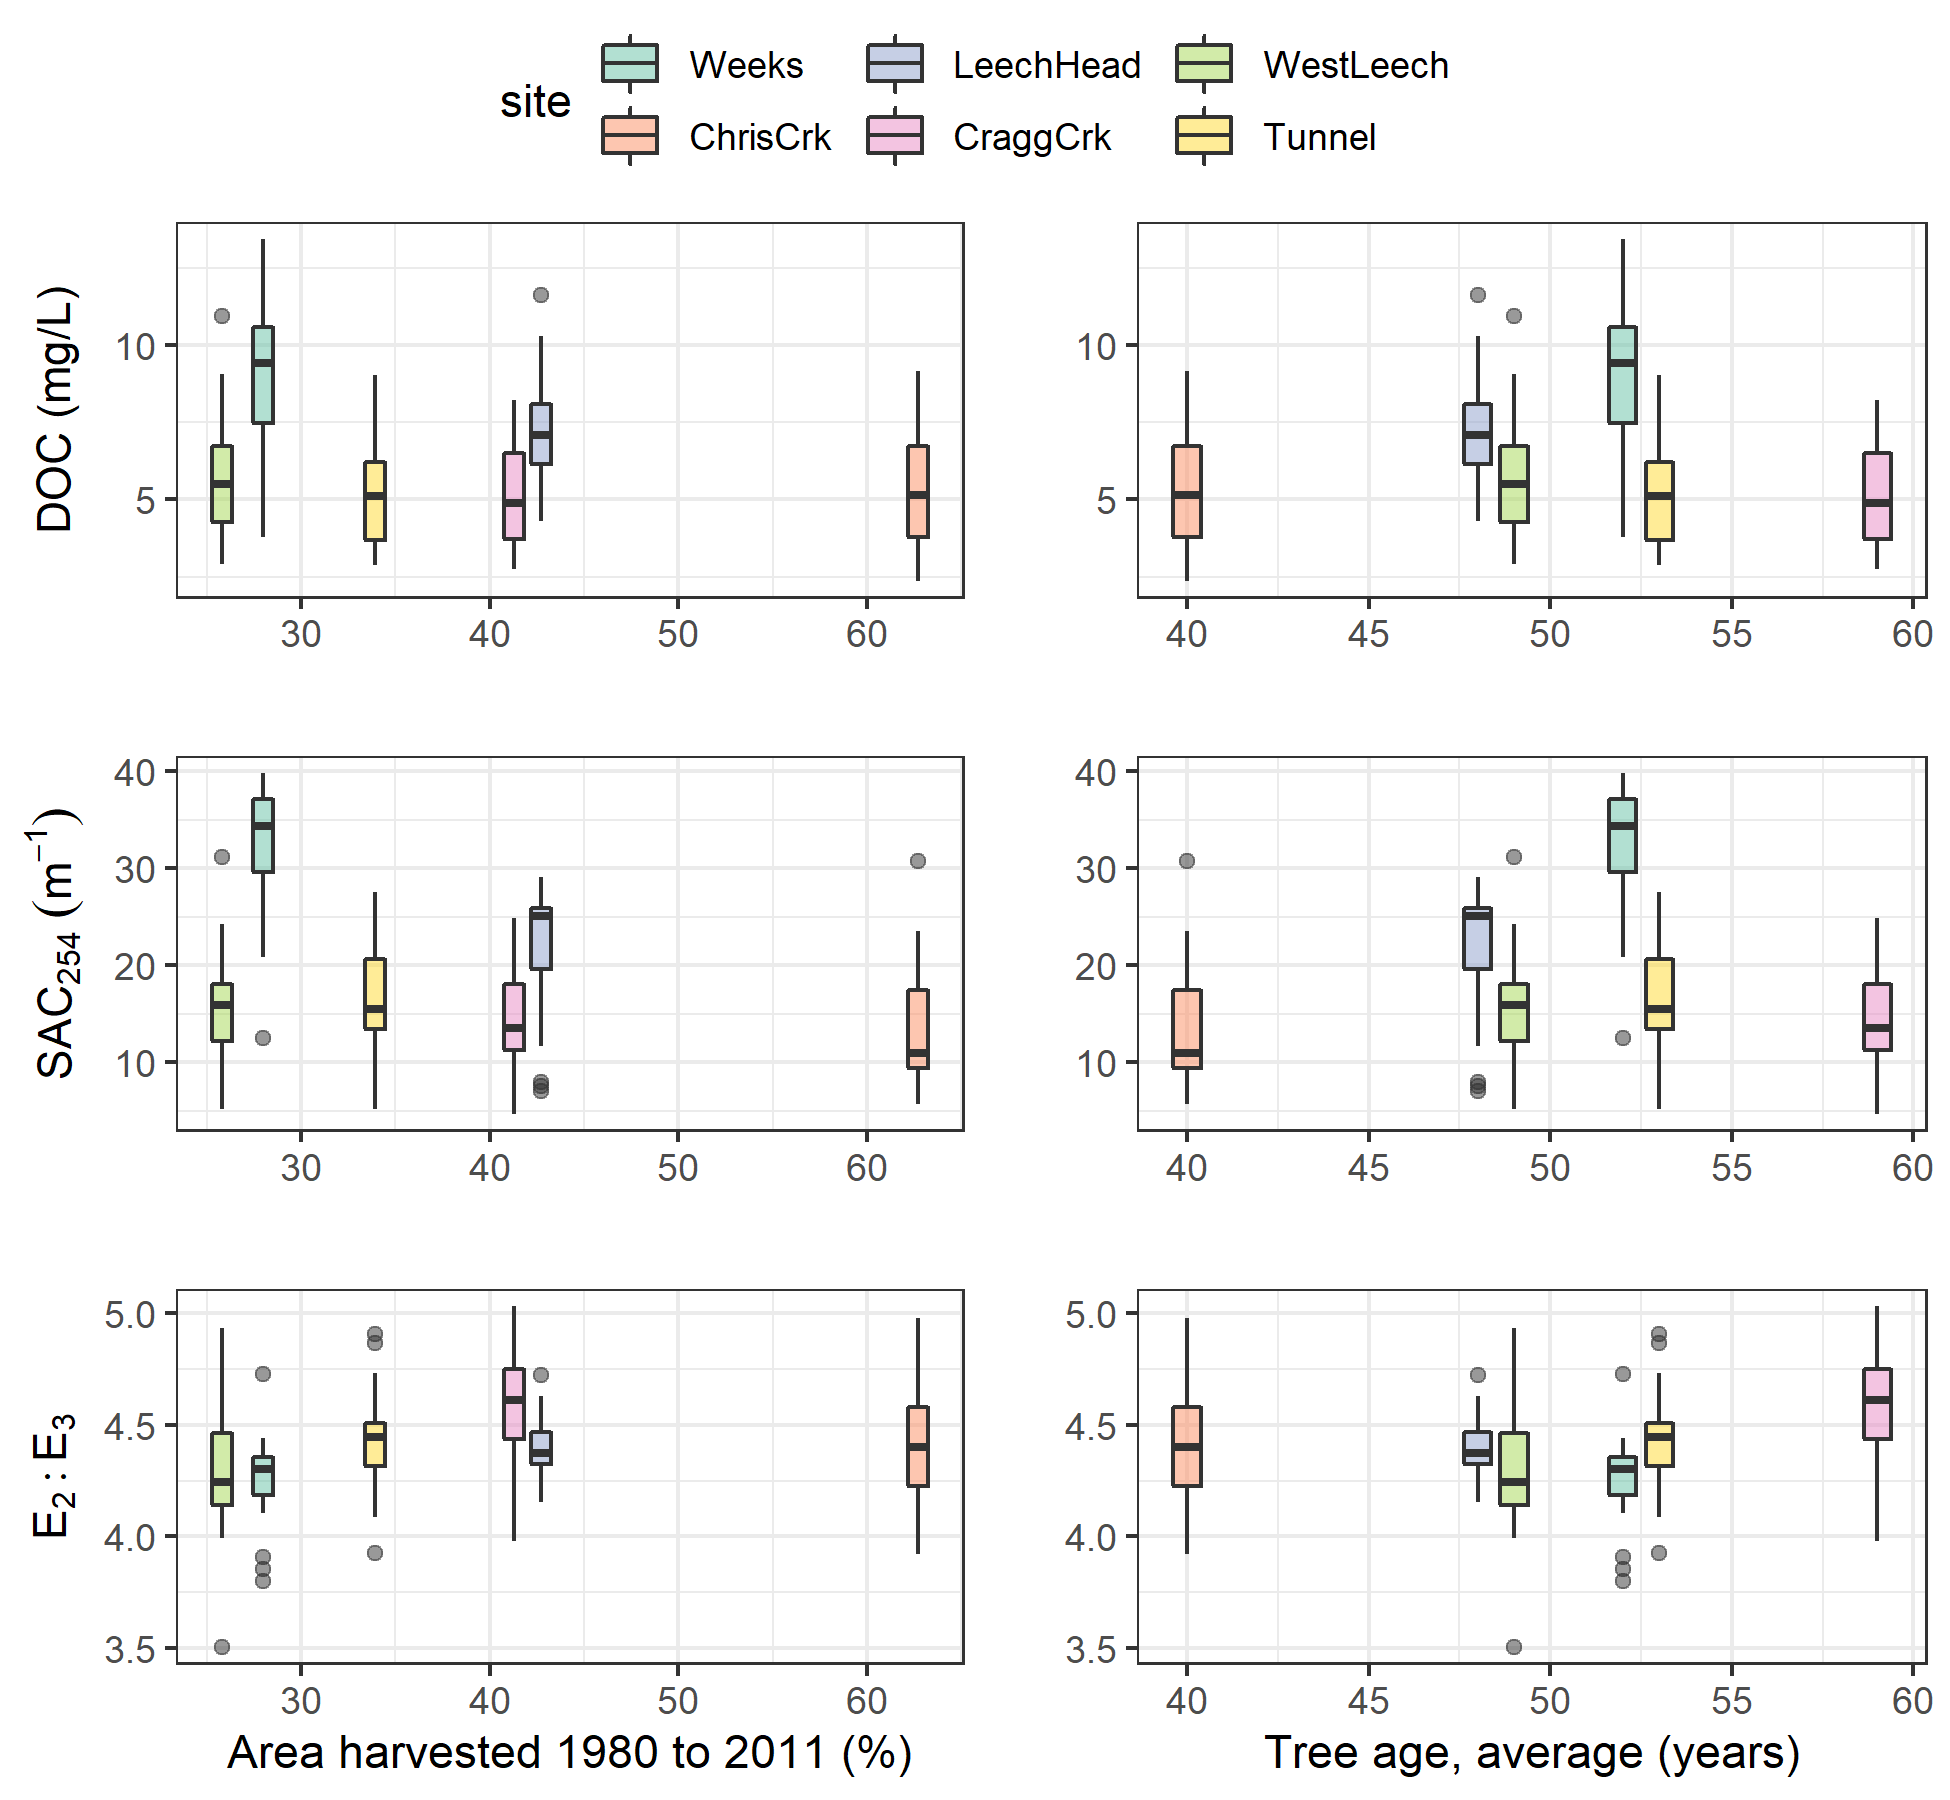 site
Weeks
LeechHead
WestLeech
ChrisCrk
CraggCrk
Tunnel
DOC (mg/L)
10
5
30 40 50 60
10
5
40 45 50 55 60
SAC₂₅₄ (m⁻¹)
40
30
20
10
30 40 50 60
40
30
20
10
40 45 50 55 60
E₂ : E₃
5.0
4.5
4.0
3.5
30 40 50 60
Area harvested 1980 to 2011 (%)
5.0
4.5
4.0
3.5
40 45 50 55 60
Tree age, average (years)